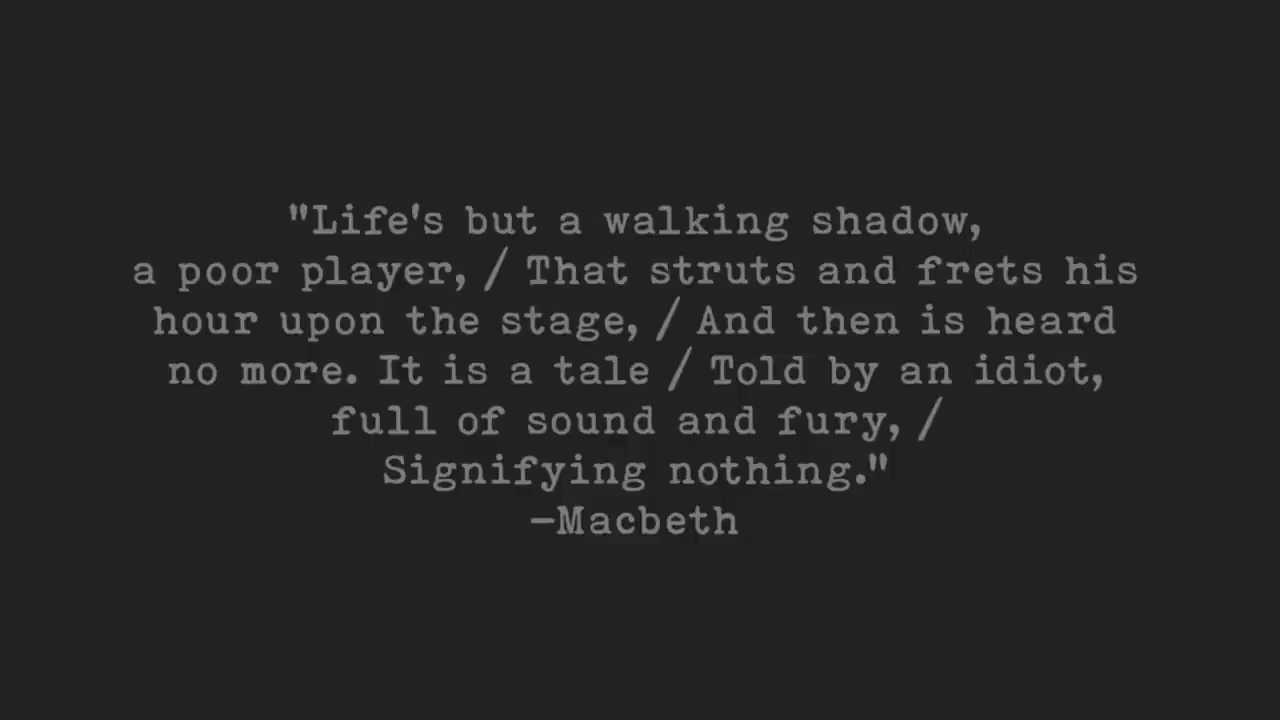 "Life's but a walking shadow,
a poor player, / That struts and frets his
hour upon the stage, / And then is heard
no more. It is a tale / Told by an idiot,
full of sound and fury, /
Signifying nothing."
—Macbeth